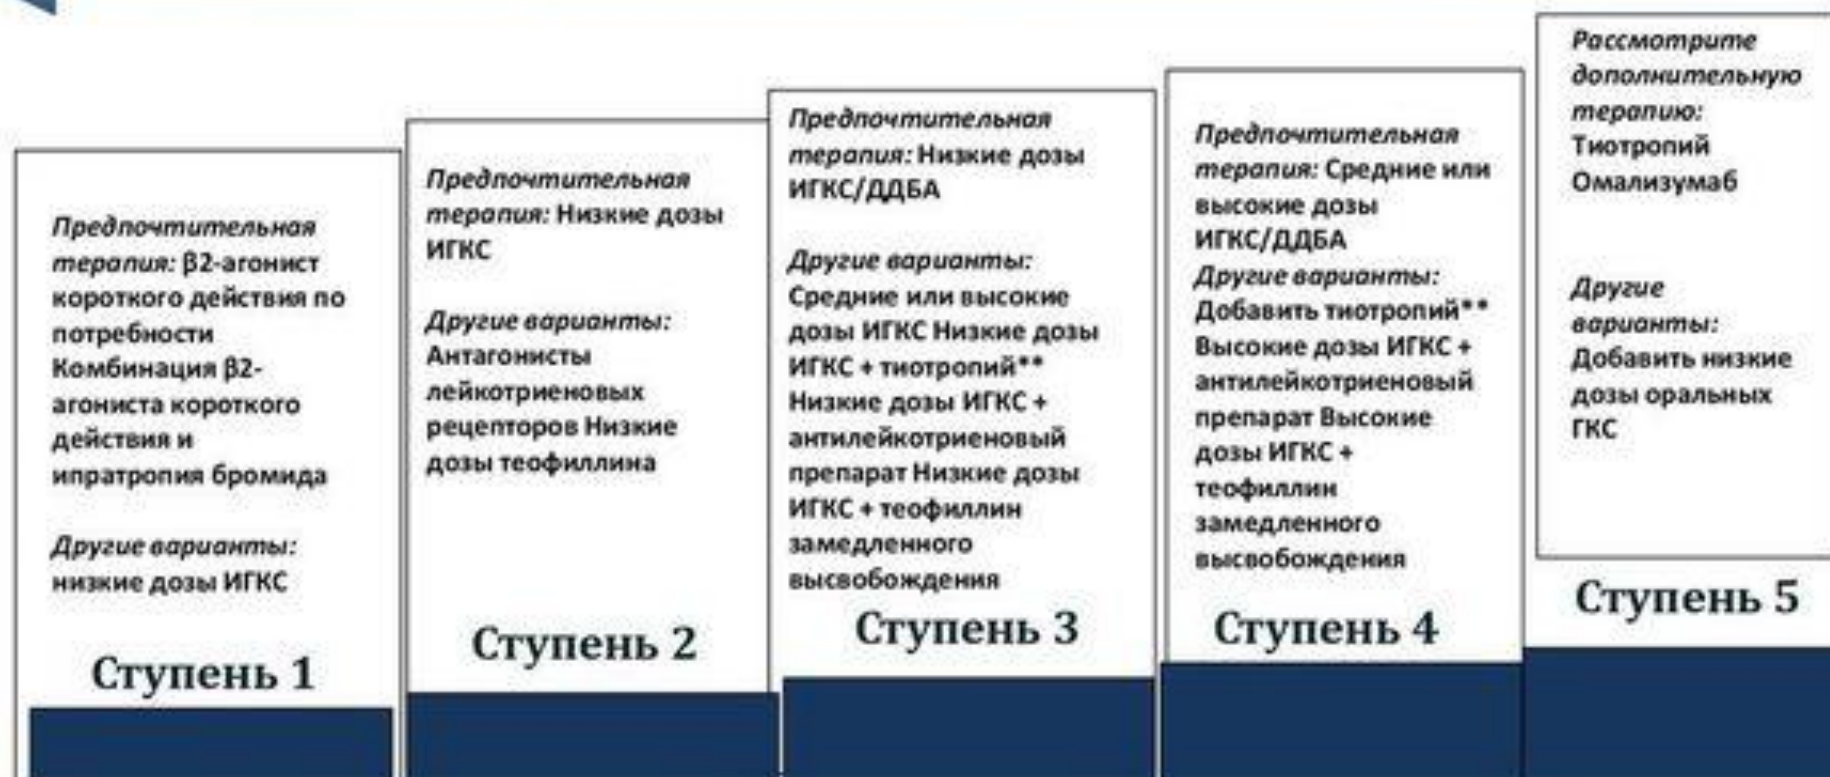 Предпочтительная
терапия: β2-агонист
короткого действия по
потребности
Комбинация β2-
агониста короткого
действия и
ипратропия бромида
Другие варианты:
низкие дозы ИГКС
Ступень 1
Предпочтительная
терапия: Низкие дозы
ИГКС
Другие варианты:
Антагонисты
лейкотриеновых
рецепторов Низкие
дозы теофиллина
Ступень 2
Предпочтительная
терапия: Низкие дозы
ИГКС/ДДБА
Другие варианты:
Средние или высокие
дозы ИГКС Низкие дозы
ИГКС + тиотропий**
Низкие дозы ИГКС +
антилейкотриеновый
препарат Низкие дозы
ИГКС + теофиллин
замедленного
высвобождения
Ступень 3
Предпочтительная
терапия: Средние или
высокие дозы
ИГКС/ДДБА
Другие варианты:
Добавить тиотропий**
Высокие дозы ИГКС +
антилейкотриеновый
препарат Высокие
дозы ИГКС +
теофиллин
замедленного
высвобождения
Ступень 4
Рассмотрите
дополнительную
терапию:
Тиотропий
Омализумаб
Другие
варианты:
Добавить низкие
дозы оральных
ГКС
Ступень 5